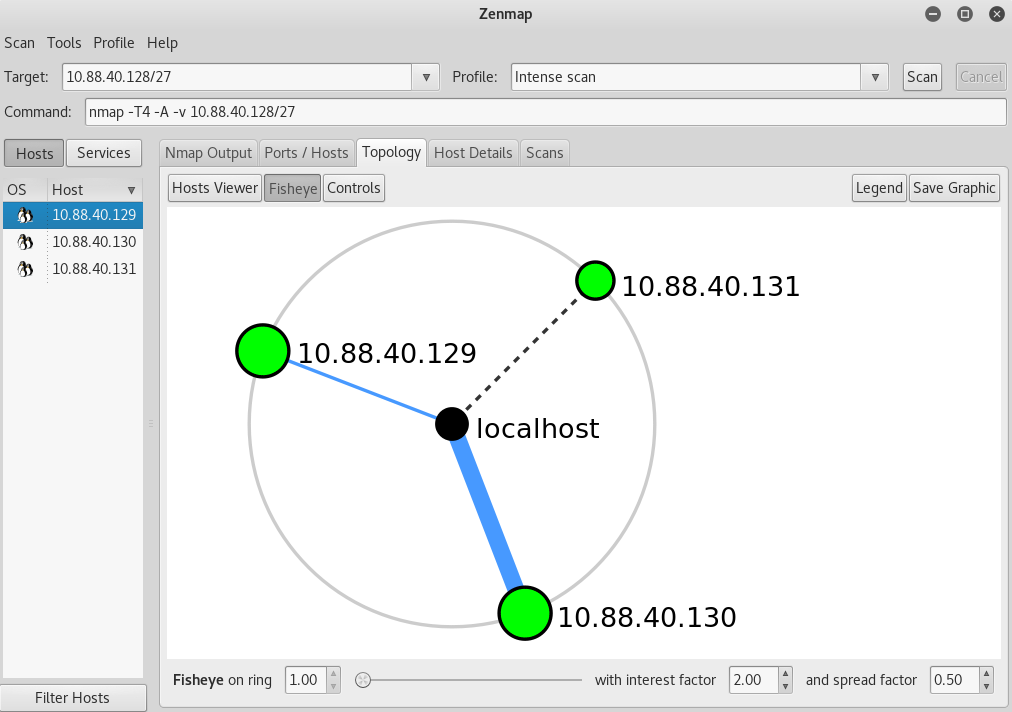 Zenmap
Scan Tools Profile Help
Target: 10.88.40.128/27 Profile: Intense scan Scan Cancel
Command: nmap -T4 -A -v 10.88.40.128/27
Hosts Services
OS Host
10.88.40.129
10.88.40.130
10.88.40.131
Nmap Output Ports / Hosts Topology Host Details Scans
Hosts Viewer Fisheye Controls Legend Save Graphic
10.88.40.131
10.88.40.129
localhost
10.88.40.130
Fisheye on ring 1.00 with interest factor 2.00 and spread factor 0.50
Filter Hosts